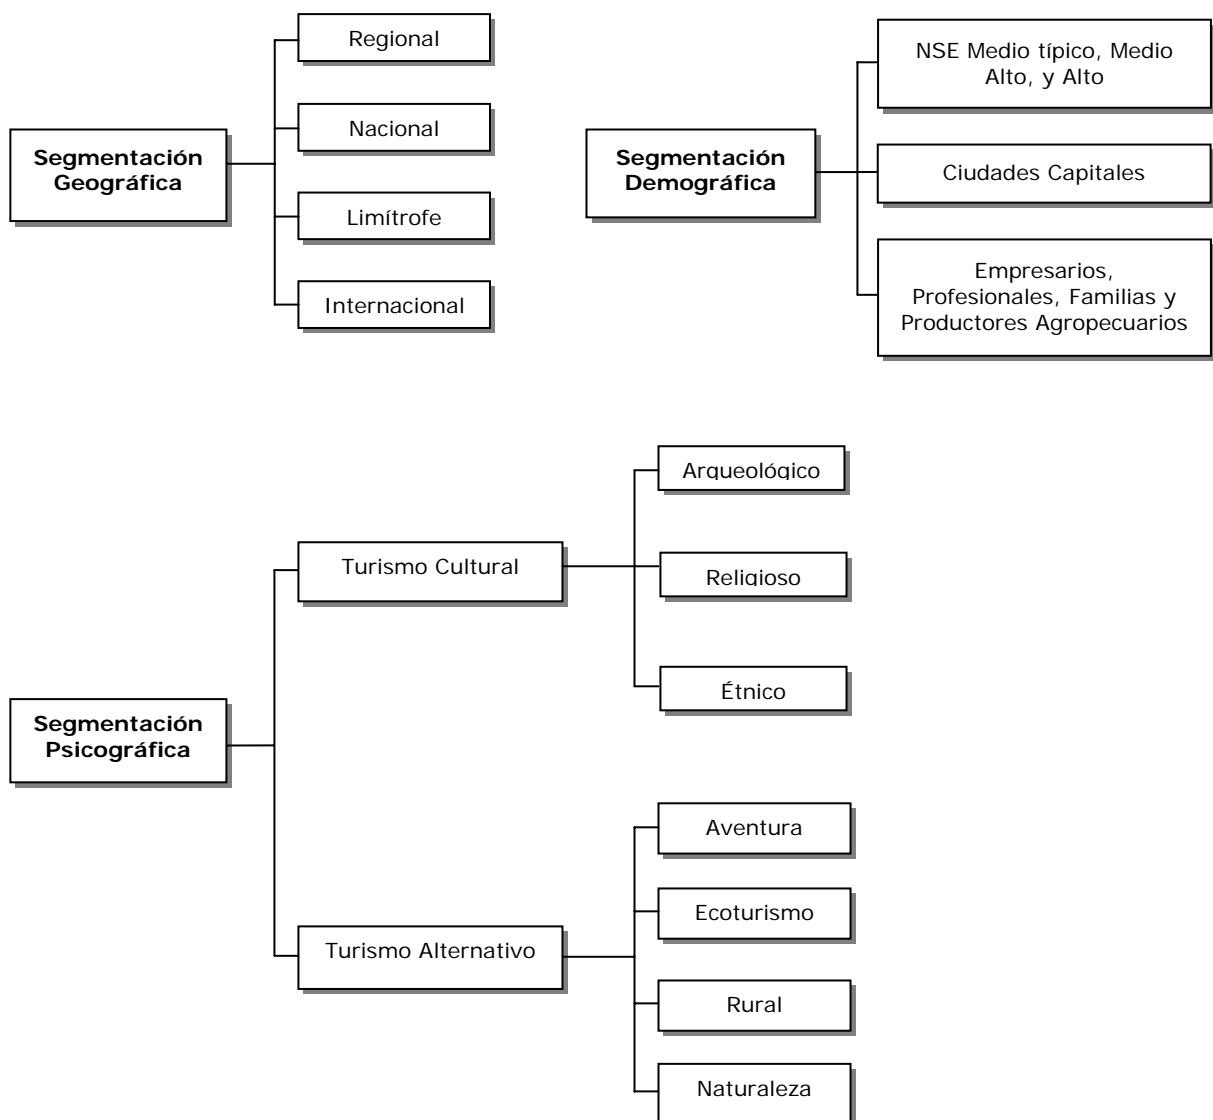 Segmentación
Geográfica
Regional
Nacional
Limítrofe
Internacional
Segmentación
Demográfica
NSE Medio típico, Medio
Alto, y Alto
Ciudades Capitales
Empresarios,
Profesionales, Familias y
Productores Agropecuarios
Segmentación
Psicográfica
Turismo Cultural
Arqueológico
Religioso
Étnico
Turismo Alternativo
Aventura
Ecoturismo
Rural
Naturaleza